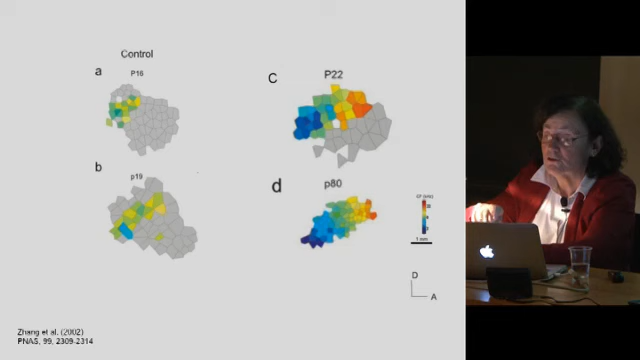 Control
a
P16
b
p19
C
P22
d
p80
1 mm
D
A
Zhang et al. (2002)
PNAS, 99, 2309-2314